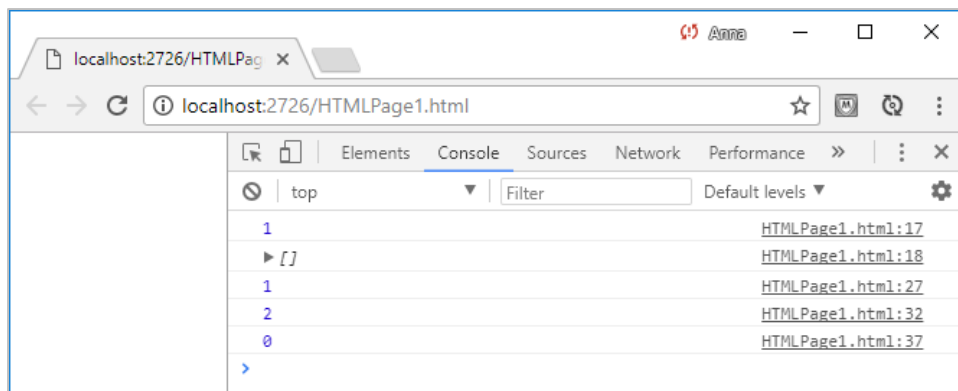 Anna
localhost:2726/HTMLPag
localhost:2726/HTMLPage1.html
Elements Console Sources Network Performance »
top Filter Default levels
1 HTMLPage1.html:17
[] HTMLPage1.html:18
1 HTMLPage1.html:27
2 HTMLPage1.html:32
0 HTMLPage1.html:37
>